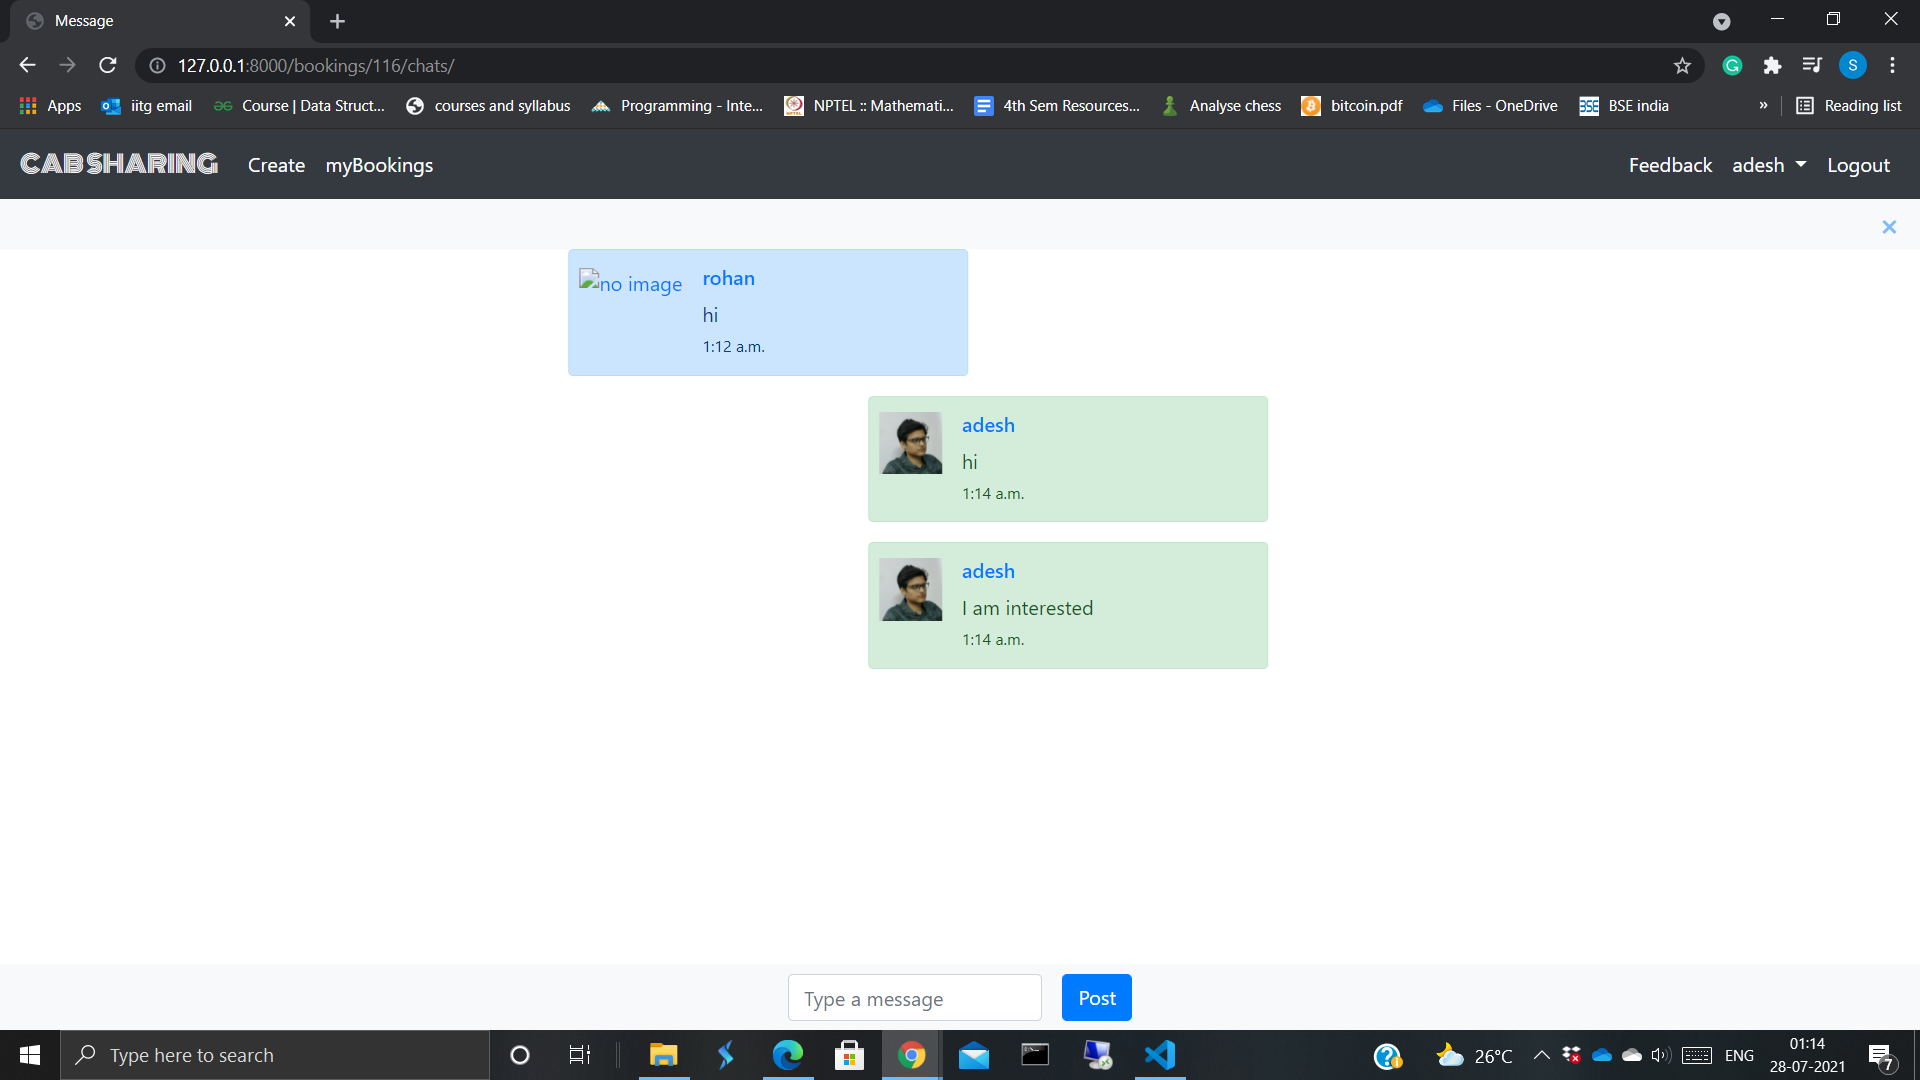 Message
127.0.0.1:8000/bookings/116/chats/
S
Apps iitg email Course | Data Struct... courses and syllabus Programming - Inte... NPTEL :: Mathemati... 4th Sem Resources... Analyse chess bitcoin.pdf Files - OneDrive BSE india » Reading list
CABSHARING Create myBookings Feedback adesh Logout
no image
rohan
hi
1:12 a.m.
adesh
hi
1:14 a.m.
adesh
I am interested
1:14 a.m.
Type a message Post
Type here to search
26°C ENG
01:14
28-07-2021
7